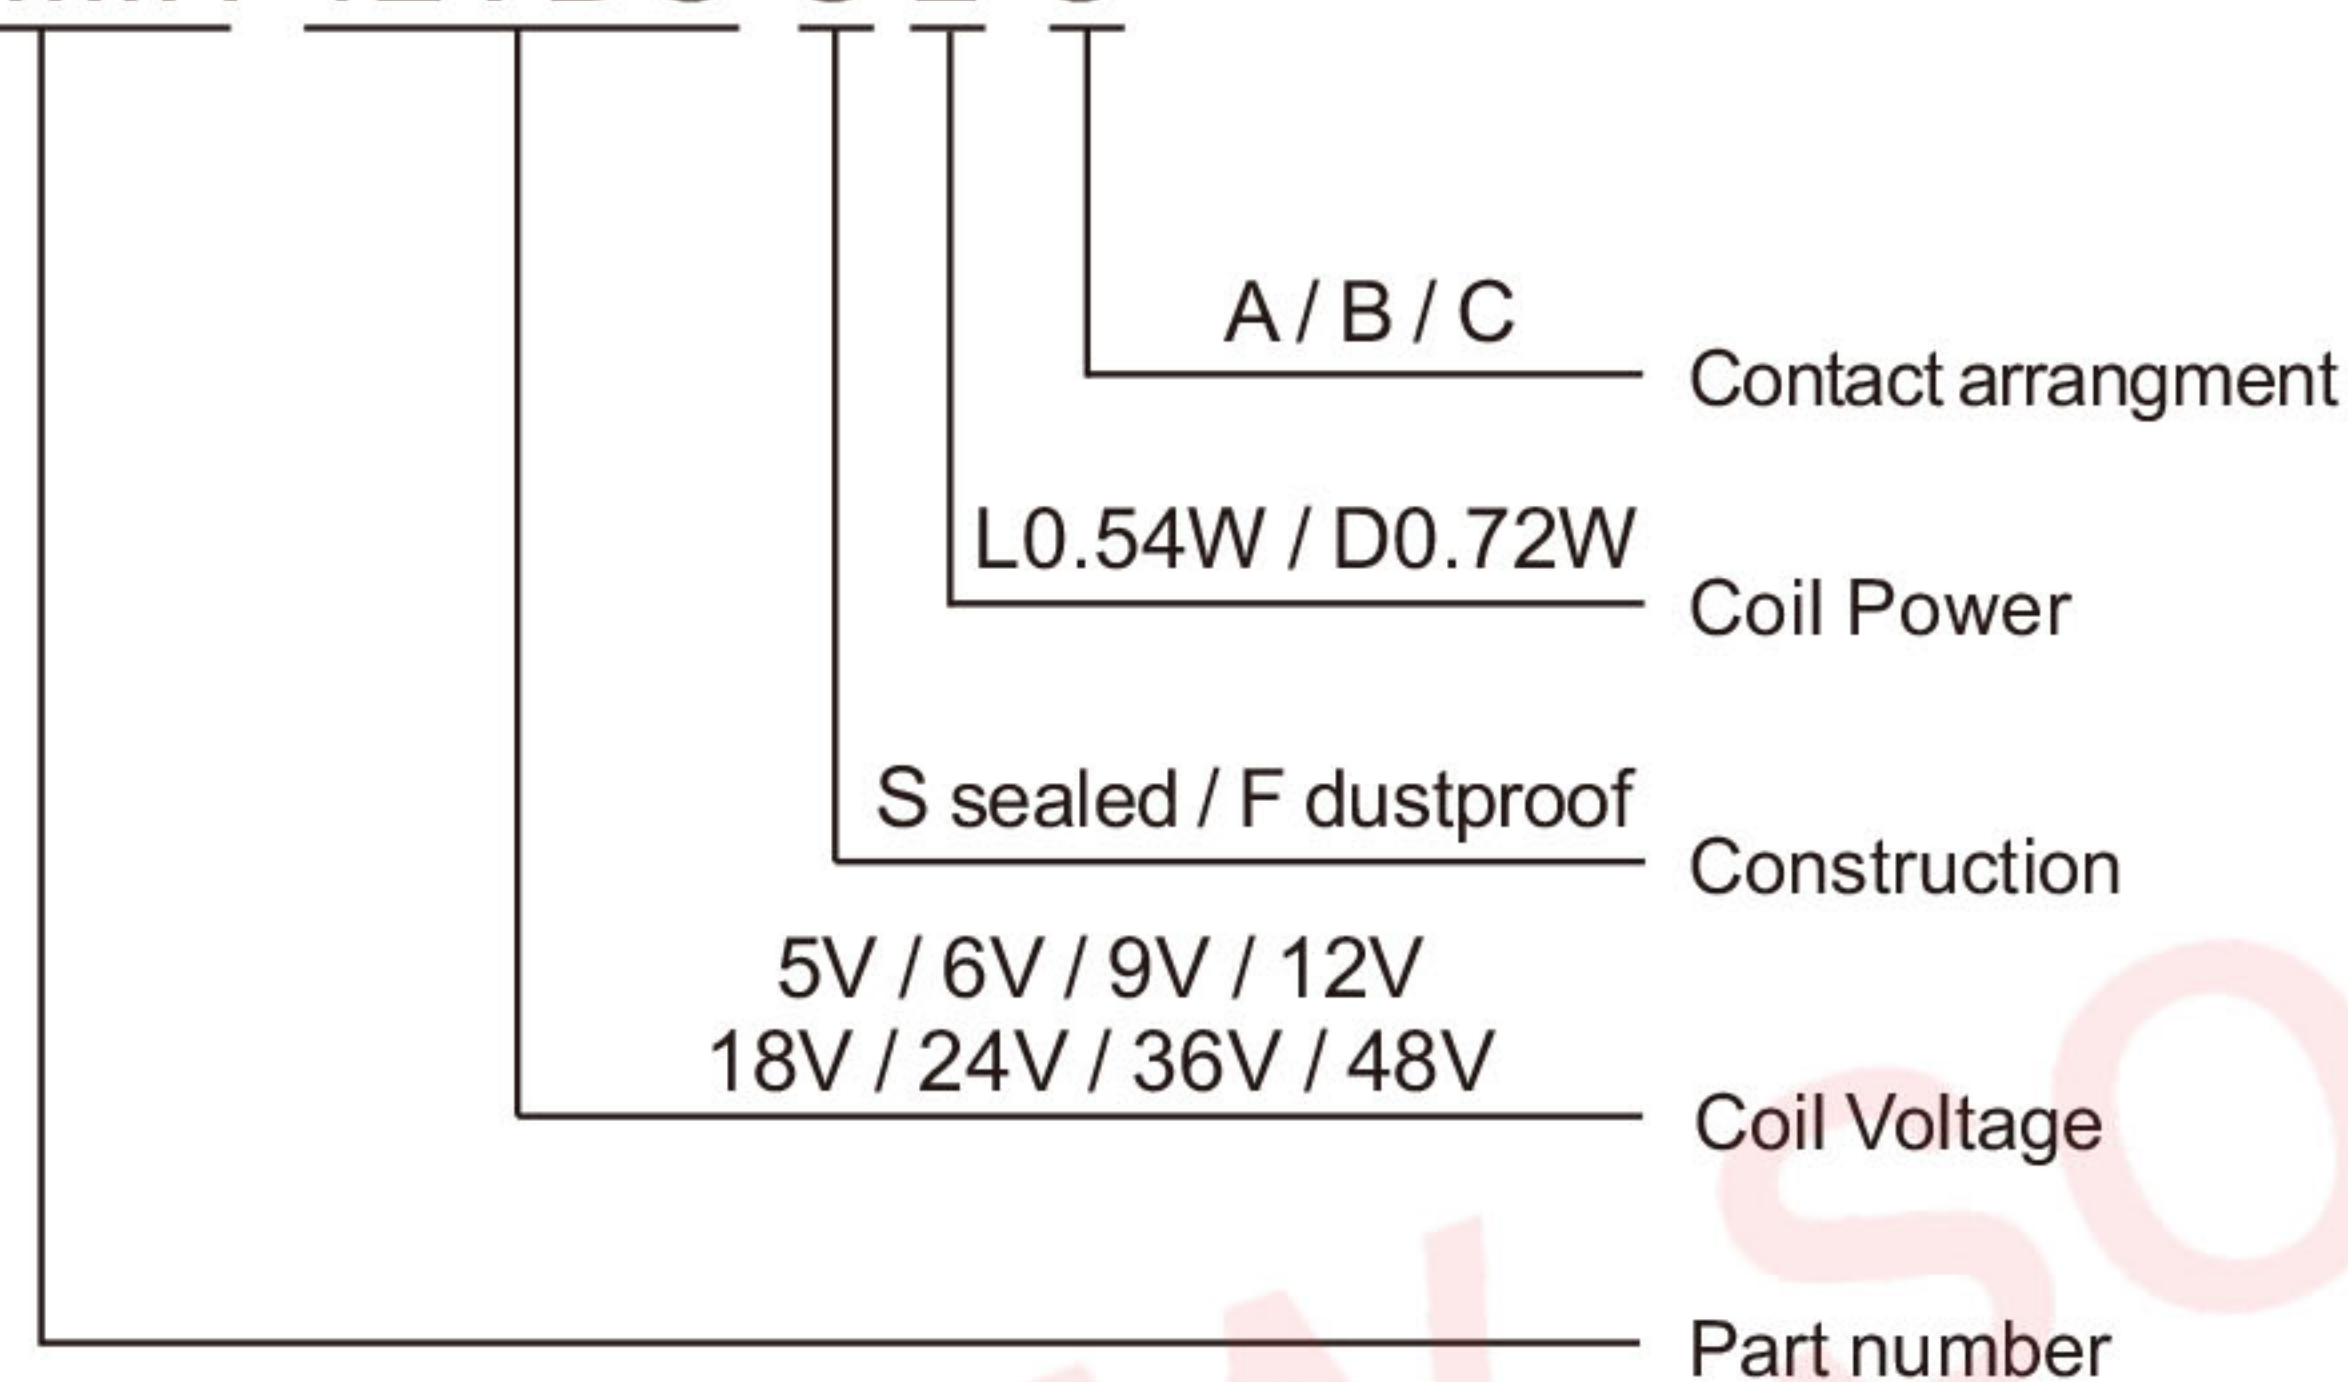 A / B / C
Contact arrangment
L0.54W / D0.72W
Coil Power
S sealed / F dustproof
Construction
5V / 6V / 9V / 12V
18V / 24V / 36V / 48V
Coil Voltage
Part number